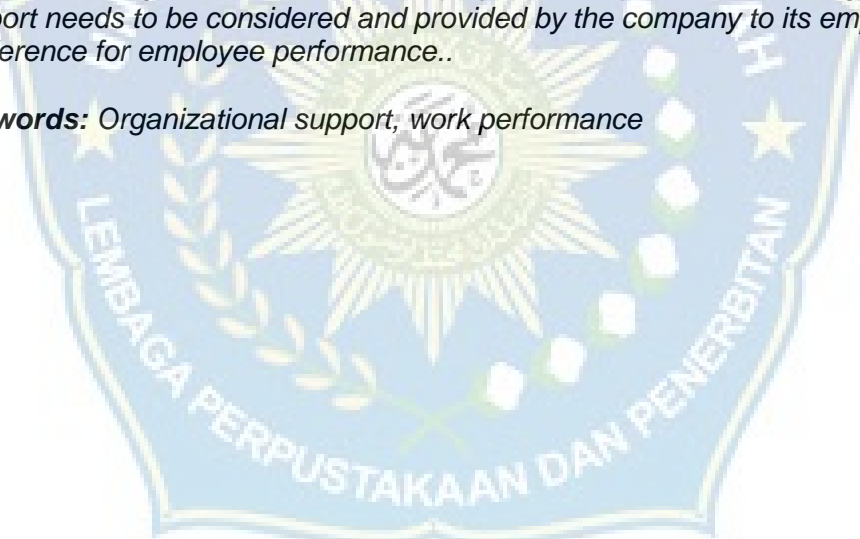 port needs to be considered and provided by the company to its emp
erence for employee performance..
words: Organizational support, work performance
LEMBAGA PERPUSTAKAAN DAN PENERBITAN